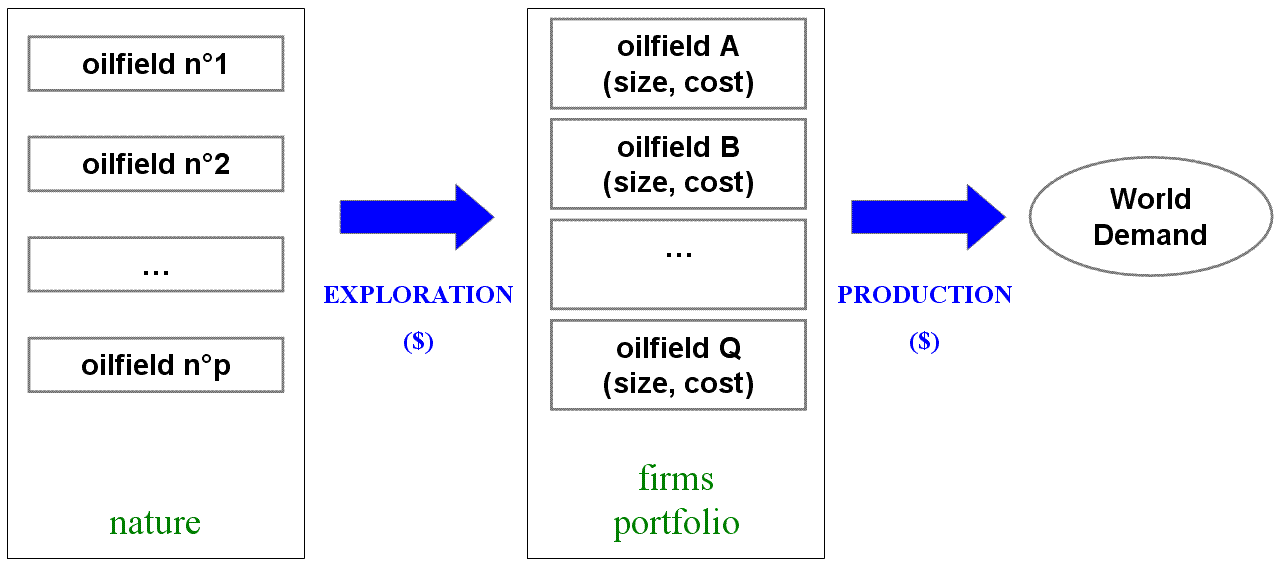 oilfield n°1
oilfield n°2
...
oilfield n°p
nature
EXPLORATION
($)
oilfield A
(size, cost)
oilfield B
(size, cost)
...
oilfield Q
(size, cost)
firms
portfolio
PRODUCTION
($)
World
Demand